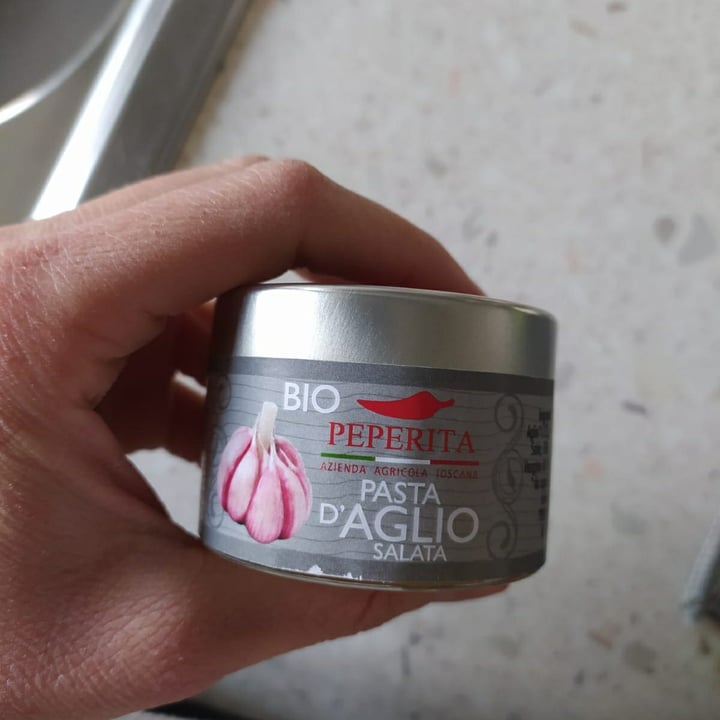 BIO
PEPERITA
AZIENDA AGRICOLA TOSCANA
PASTA
D'AGLIO
SALATA